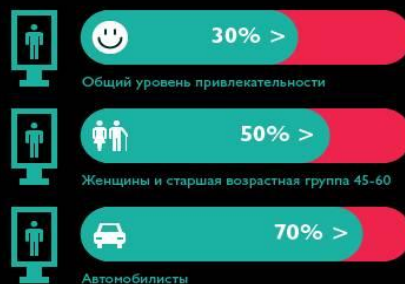 30% >
Общий уровень привлекательности
50% >
Женщины и старшая возрастная группа 45-60
70% >
Автомобилисты